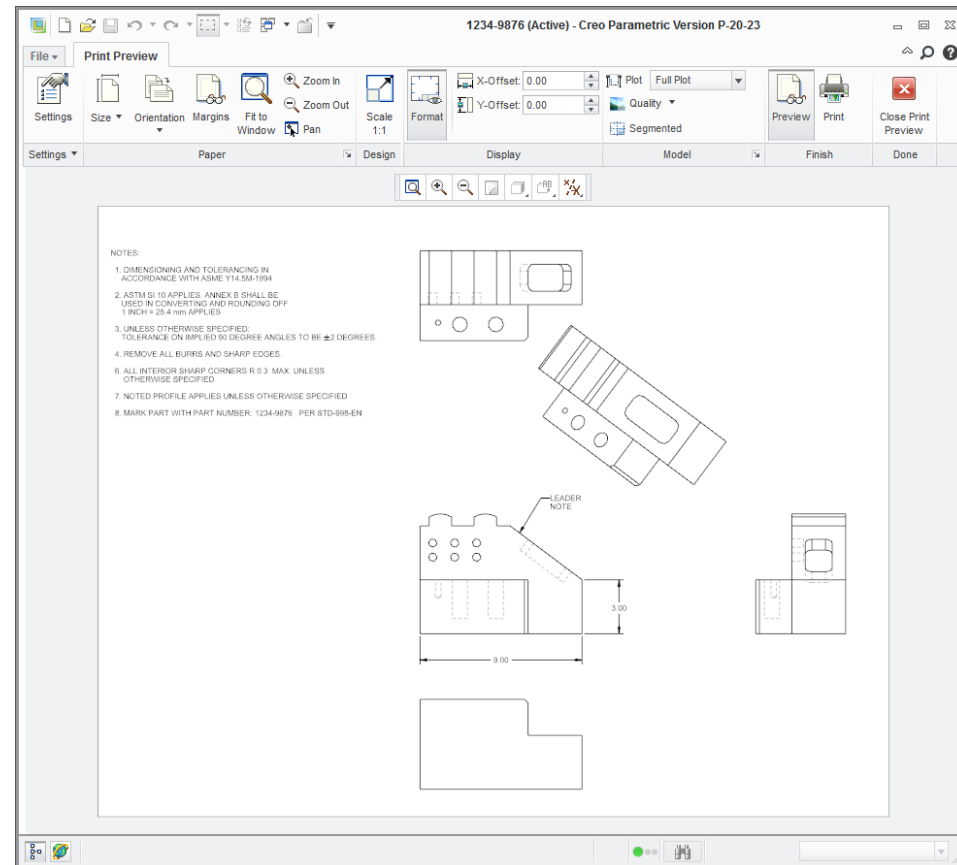 1234-9876 (Active) - Creo Parametric Version P-20-23
File
Print Preview
Settings
Size
Orientation
Margins
Fit to
Window
Zoom In
Zoom Out
Pan
Scale
1:1
Format
X-Offset: 0.00
Y-Offset: 0.00
Plot Full Plot
Quality
Segmented
Preview
Print
Close Print
Preview
Settings
Paper
Design
Display
Model
Finish
Done
NOTES:
1. DIMENSIONING AND TOLERANCING IN
ACCORDANCE WITH ASME Y14.5M-1994
2. ASTM SI 10 APPLIES. ANNEX B SHALL BE
USED IN CONVERTING AND ROUNDING OFF
1 INCH = 25.4 mm APPLIES
3. UNLESS OTHERWISE SPECIFIED:
TOLERANCE ON IMPLIED 90 DEGREE ANGLES TO BE ±2 DEGREES.
4. REMOVE ALL BURRS AND SHARP EDGES.
6. ALL INTERIOR SHARP CORNERS R 0.3 MAX. UNLESS
OTHERWISE SPECIFIED
7. NOTED PROFILE APPLIES UNLESS OTHERWISE SPECIFIED
8. MARK PART WITH PART NUMBER: 1234-9876 PER STD-998-EN
LEADER
NOTE
3.00
9.00